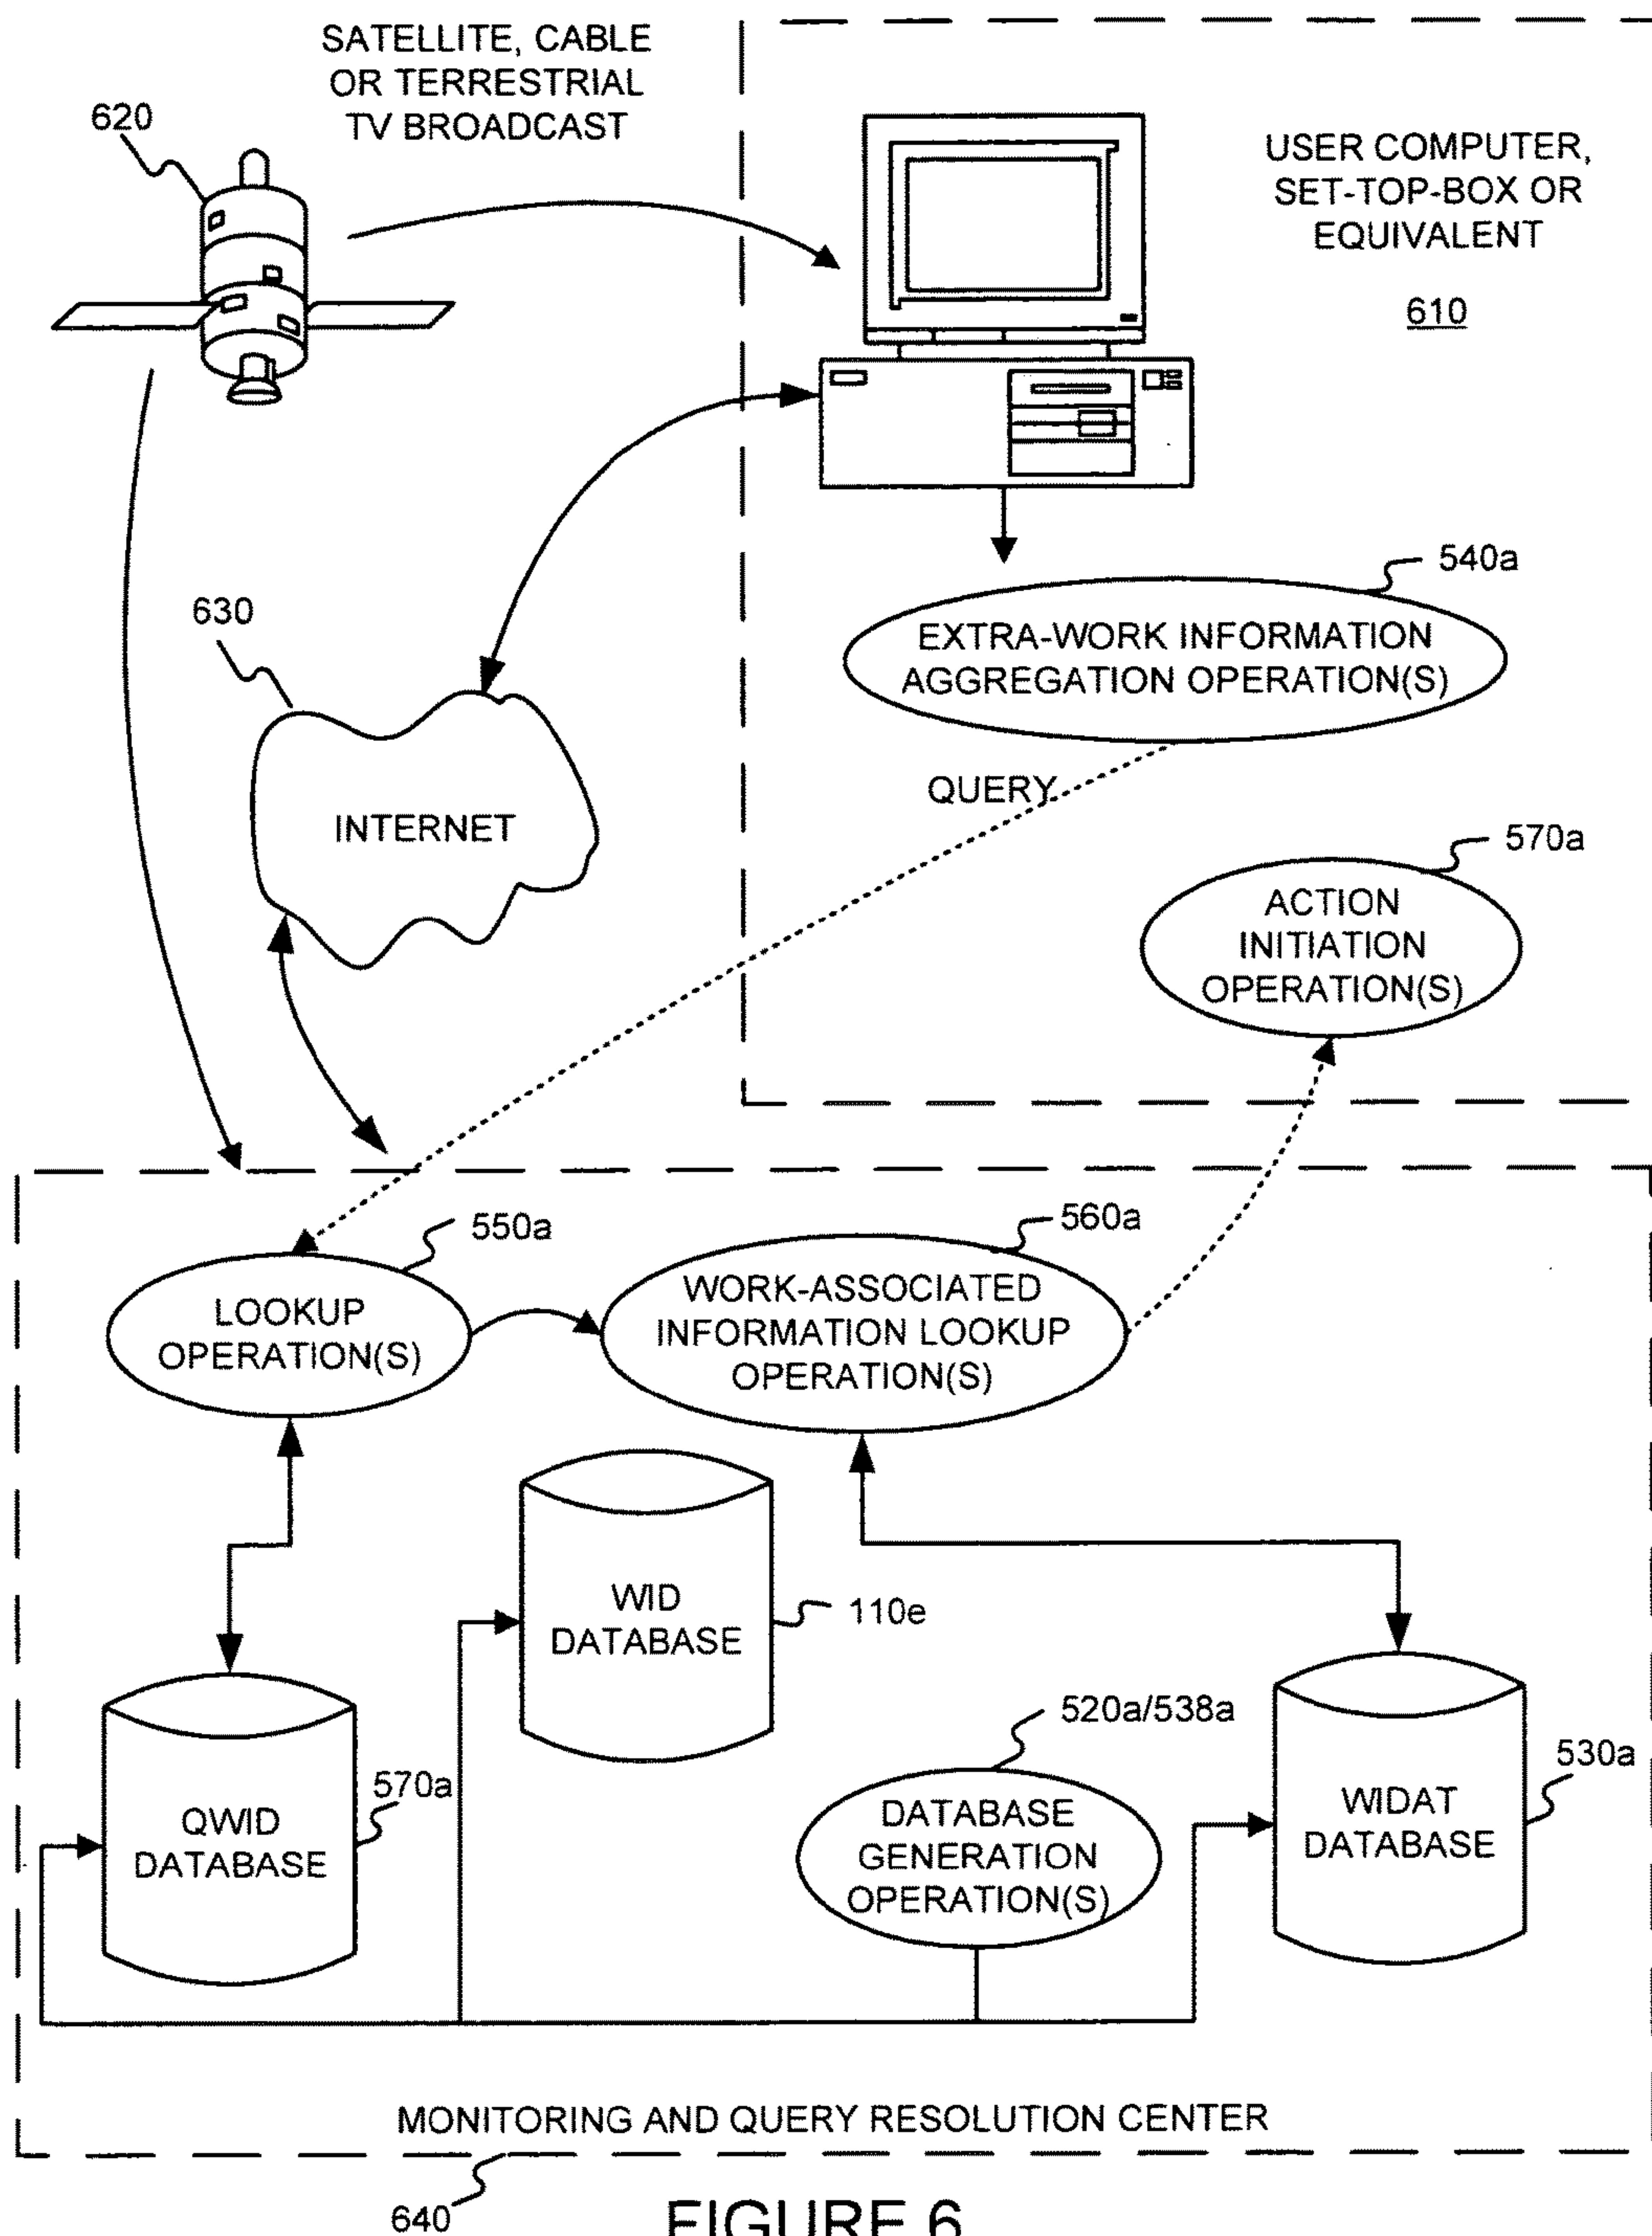 SATELLITE, CABLE
OR TERRESTRIAL
TV BROADCAST
620
USER COMPUTER,
SET-TOP-BOX OR
EQUIVALENT
610
540a
EXTRA-WORK INFORMATION
AGGREGATION OPERATION(S)
630
INTERNET
QUERY
570a
ACTION
INITIATION
OPERATION(S)
550a
LOOKUP
OPERATION(S)
560a
WORK-ASSOCIATED
INFORMATION LOOKUP
OPERATION(S)
WID
DATABASE
110e
520a/538a
DATABASE
GENERATION
OPERATION(S)
530a
WIDAT
DATABASE
570a
QWID
DATABASE
MONITORING AND QUERY RESOLUTION CENTER
640
FIGURE 6